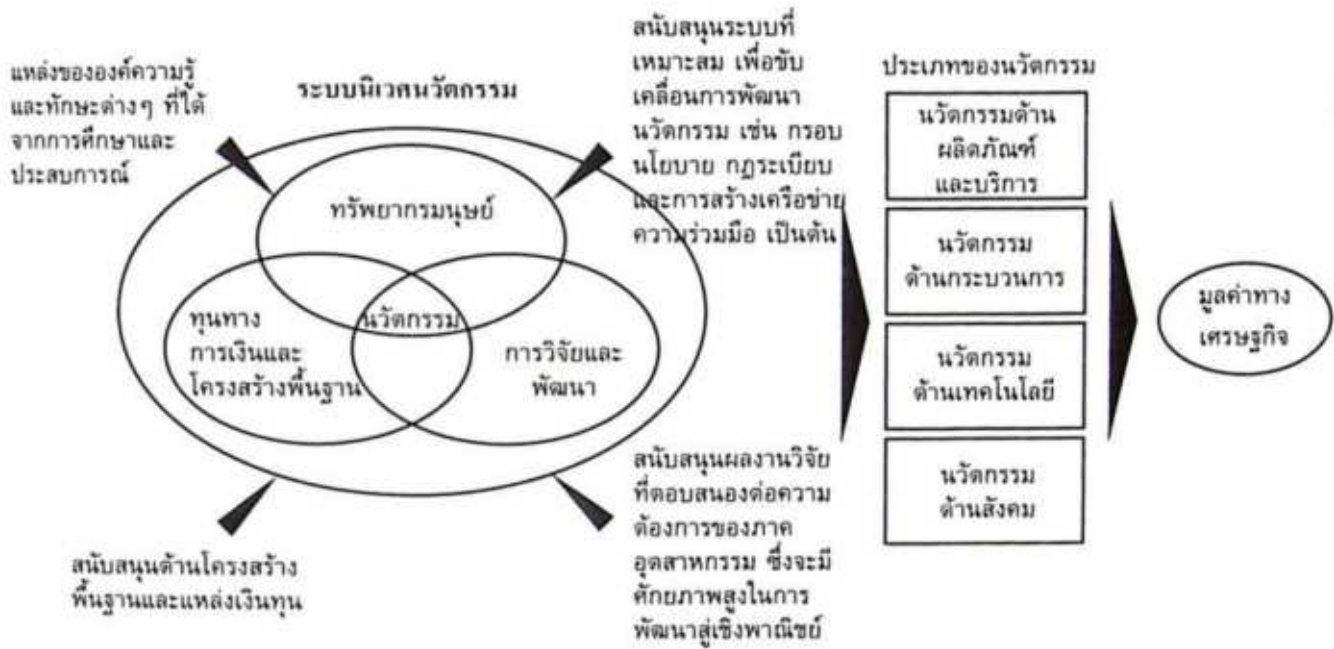 แหล่งขององค์ความรู้
และทักษะต่างๆ ที่ได้
จากการศึกษาและ
ประสบการณ์
ระบบนิเวศนวัตกรรม
สนับสนุนระบบที่
เหมาะสม เพื่อขับ
เคลื่อนการพัฒนา
นวัตกรรม เช่น กรอบ
นโยบาย กฎระเบียบ
และการสร้างเครือข่าย
ความร่วมมือ เป็นต้น
ทรัพยากรมนุษย์
ทุนทาง
การเงินและ
โครงสร้างพื้นฐาน
นวัตกรรม
การวิจัยและ
พัฒนา
สนับสนุนด้านโครงสร้าง
พื้นฐานและแหล่งเงินทุน
สนับสนุนผลงานวิจัย
ที่ตอบสนองต่อความ
ต้องการของภาค
อุตสาหกรรม ซึ่งจะมี
ศักยภาพสูงในการ
พัฒนาสู่เชิงพาณิชย์
ประเภทของนวัตกรรม
นวัตกรรมด้าน
ผลิตภัณฑ์
และบริการ
นวัตกรรม
ด้านกระบวนการ
นวัตกรรม
ด้านเทคโนโลยี
นวัตกรรม
ด้านสังคม
มูลค่าทาง
เศรษฐกิจ